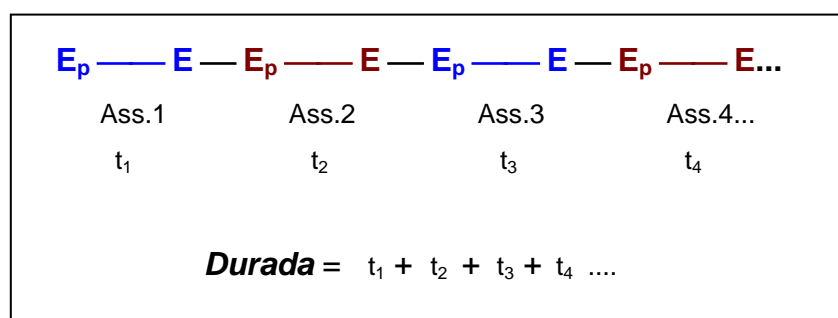 Ep — E — Ep — E — Ep — E — Ep — E...
Ass.1 Ass.2 Ass.3 Ass.4...
t1 t2 t3 t4
Durada = t1 + t2 + t3 + t4 ....